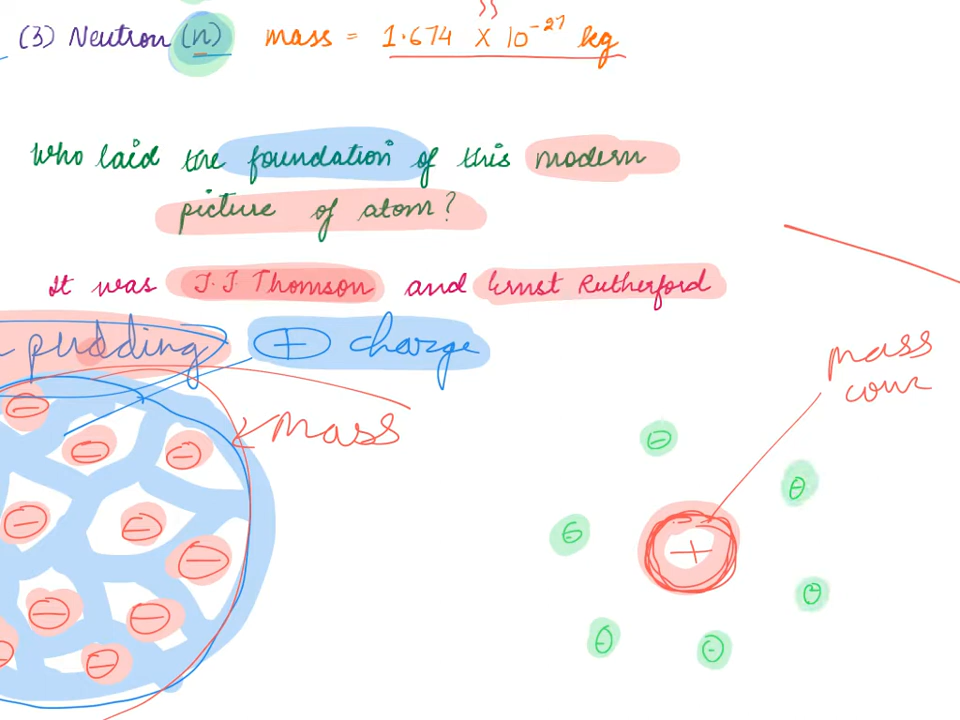 (3) Neutron (n) mass = 1.674 X 10⁻²⁷ kg
Who laid the foundation of this modern
picture of atom?
It was J.J. Thomson and Ernst Rutherford
pudding + charge
mass
Mass
+